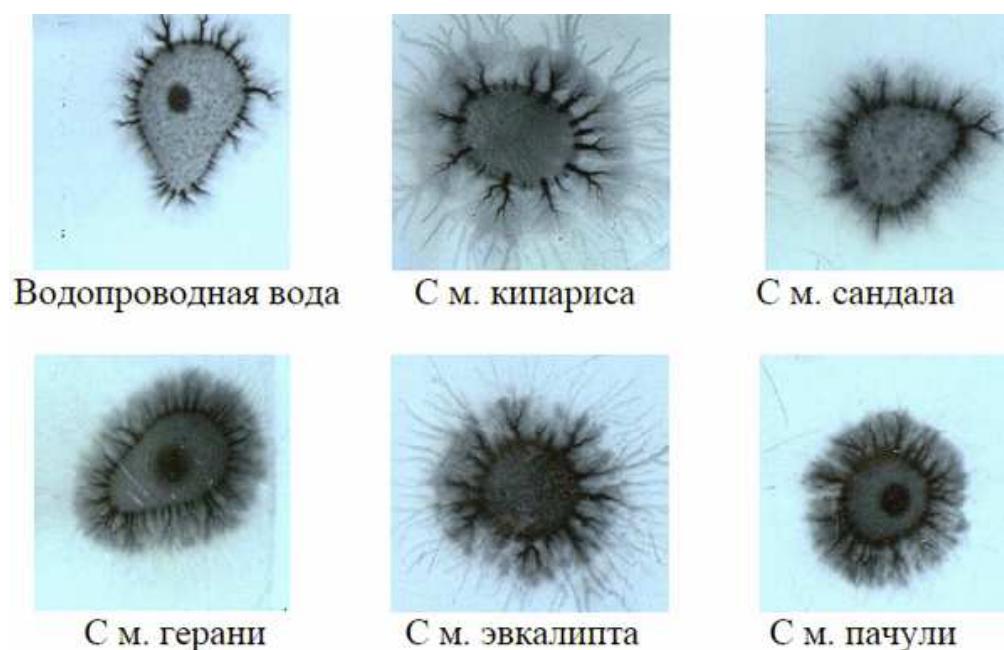 Водопроводная вода
С м. кипариса
С м. сандала
С м. герани
С м. эвкалипта
С м. пачули